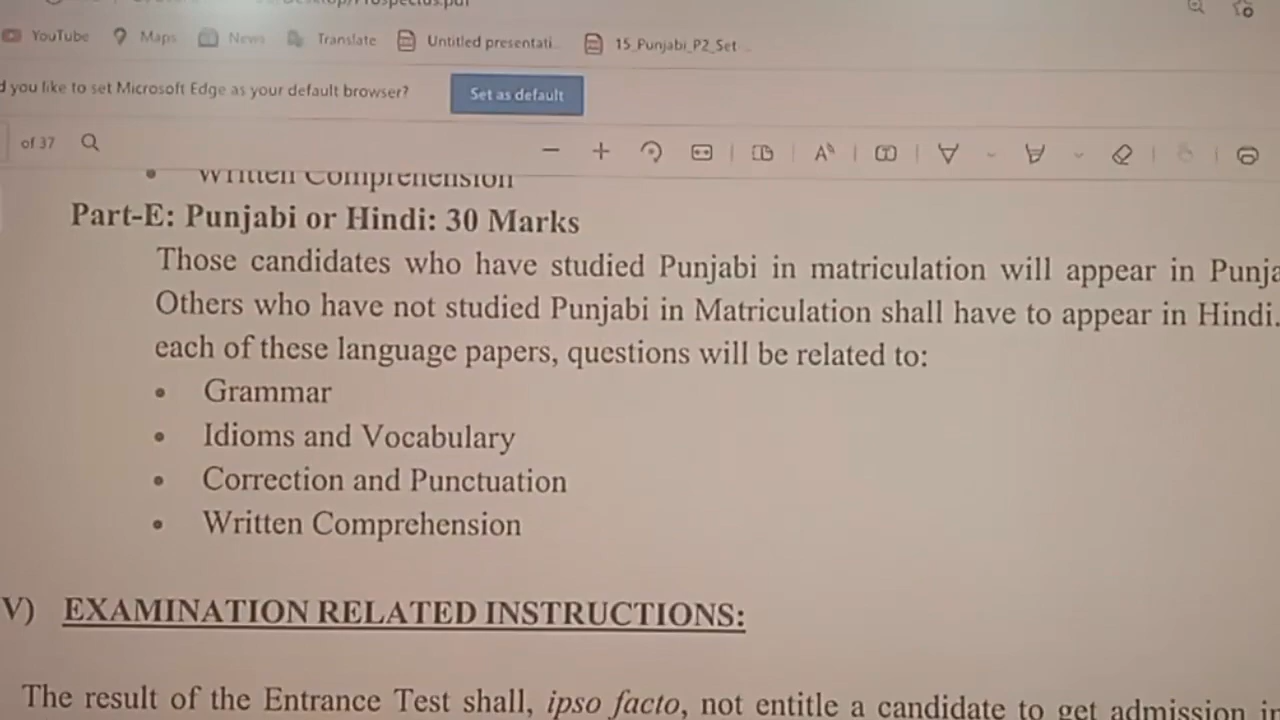 YouTube Maps News Translate Untitled presentati... 15_Punjabi_P2_Set ...
you like to set Microsoft Edge as your default browser? Set as default
of 37
Written Comprehension
Part-E: Punjabi or Hindi: 30 Marks
Those candidates who have studied Punjabi in matriculation will appear in Punja
Others who have not studied Punjabi in Matriculation shall have to appear in Hindi.
each of these language papers, questions will be related to:
• Grammar
• Idioms and Vocabulary
• Correction and Punctuation
• Written Comprehension
V) EXAMINATION RELATED INSTRUCTIONS:
The result of the Entrance Test shall, ipso facto, not entitle a candidate to get admission in